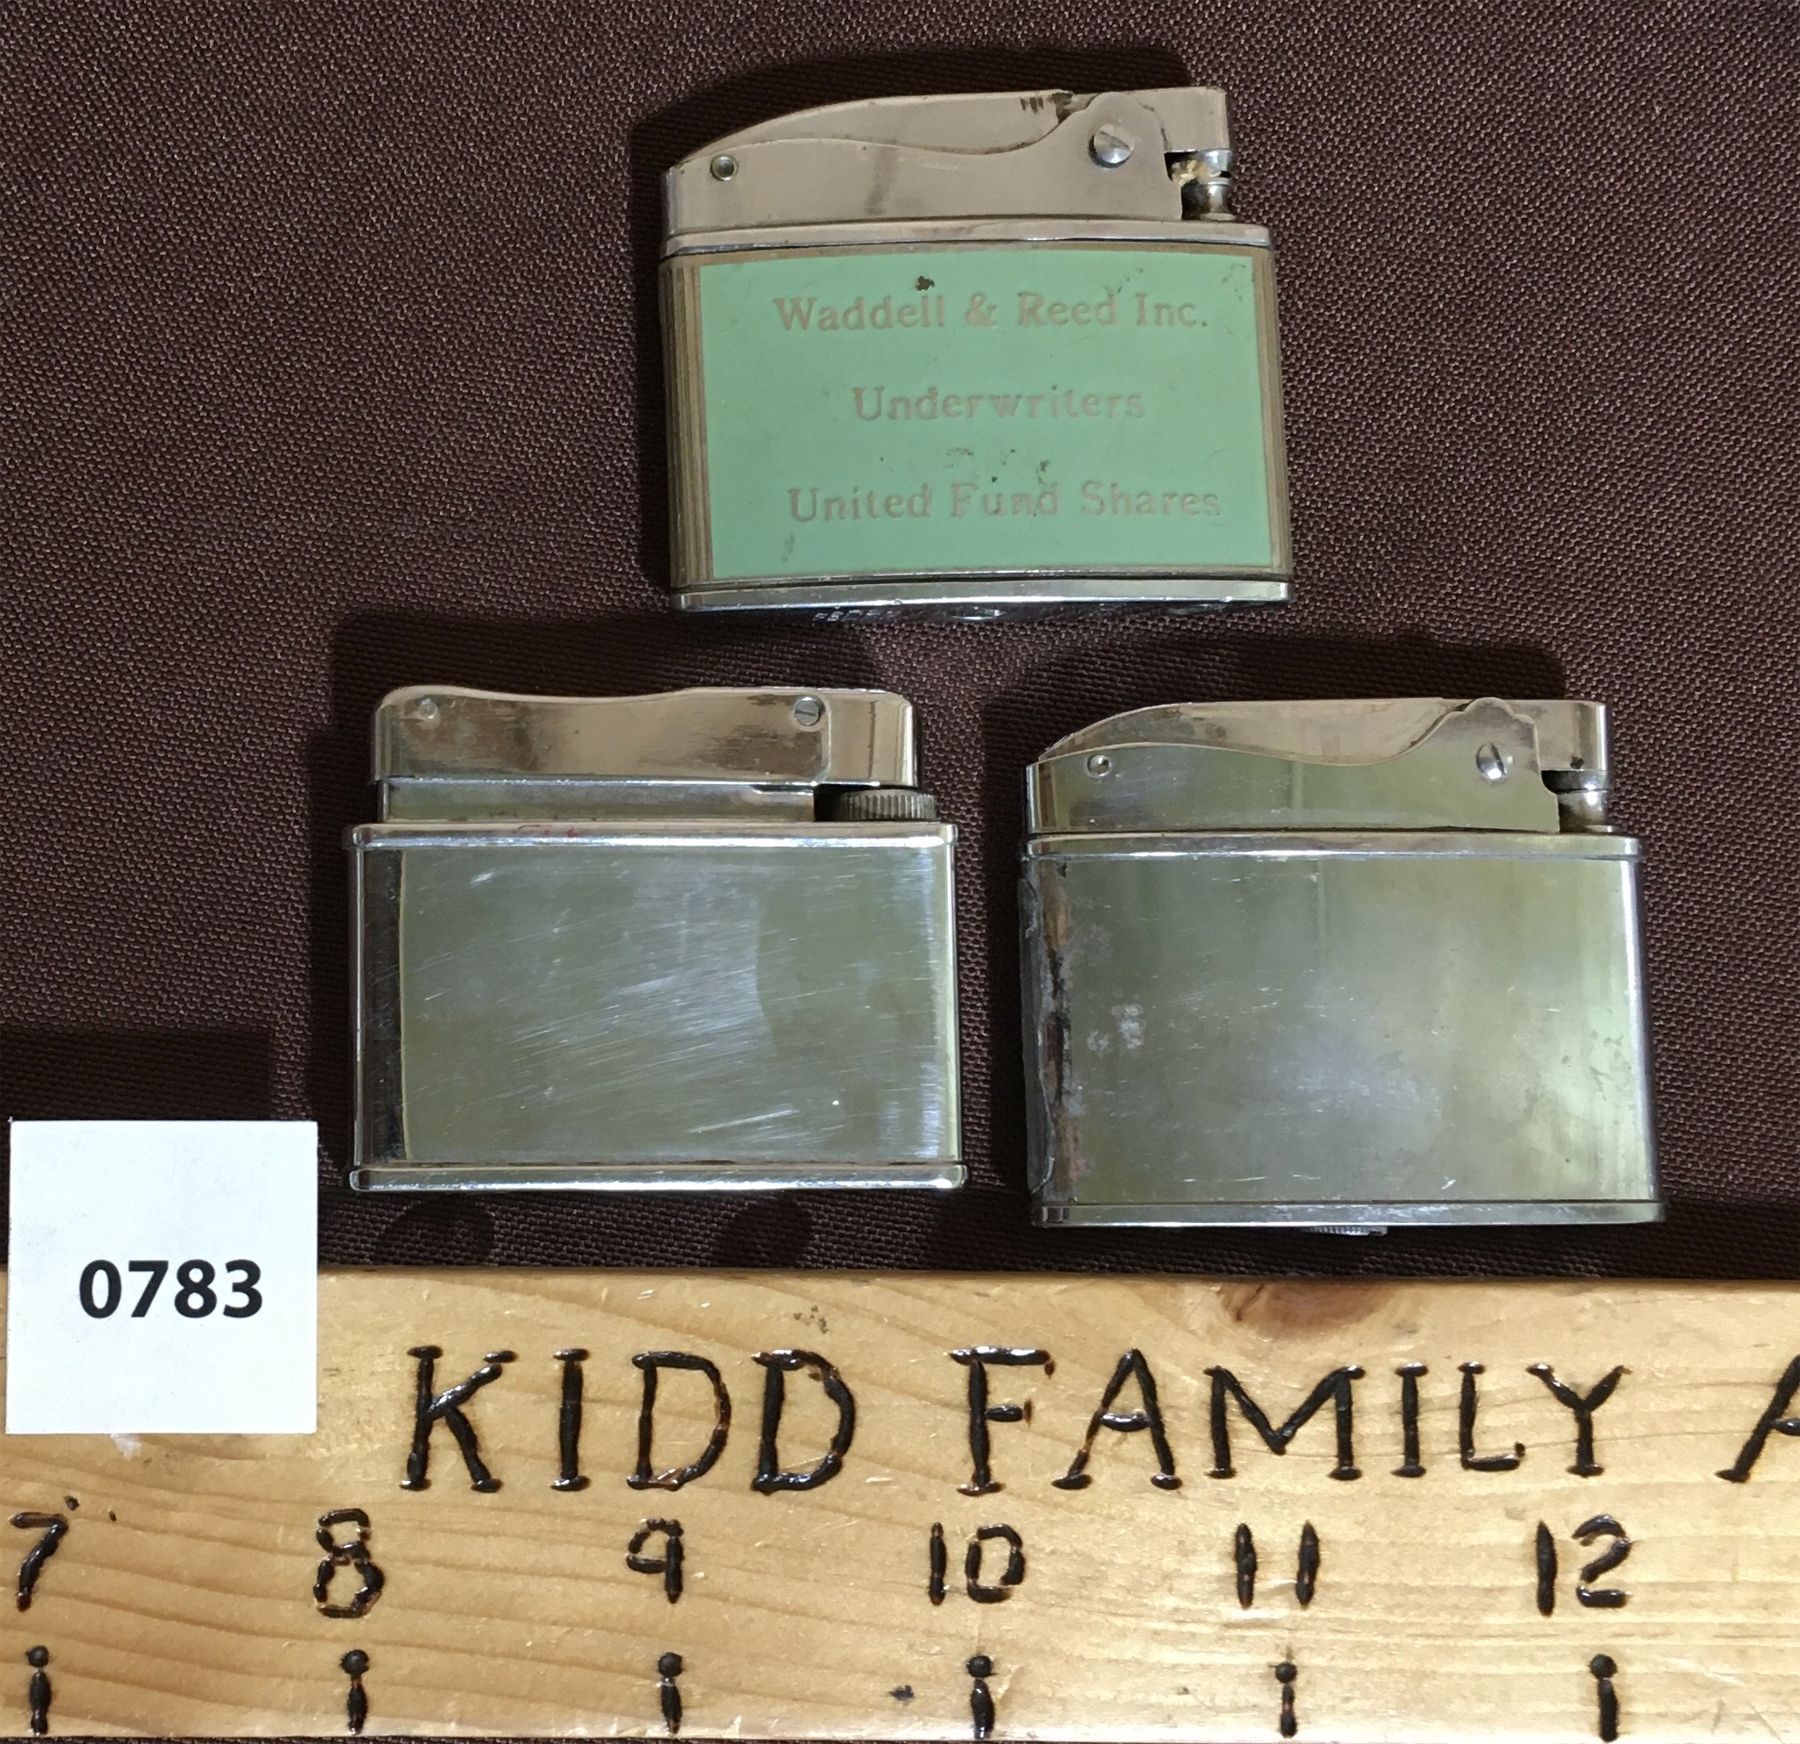 Waddell & Reed Inc.
Underwriters
United Fund Shares
0783
KIDD FAMILY A
7 8 9 10 11 12